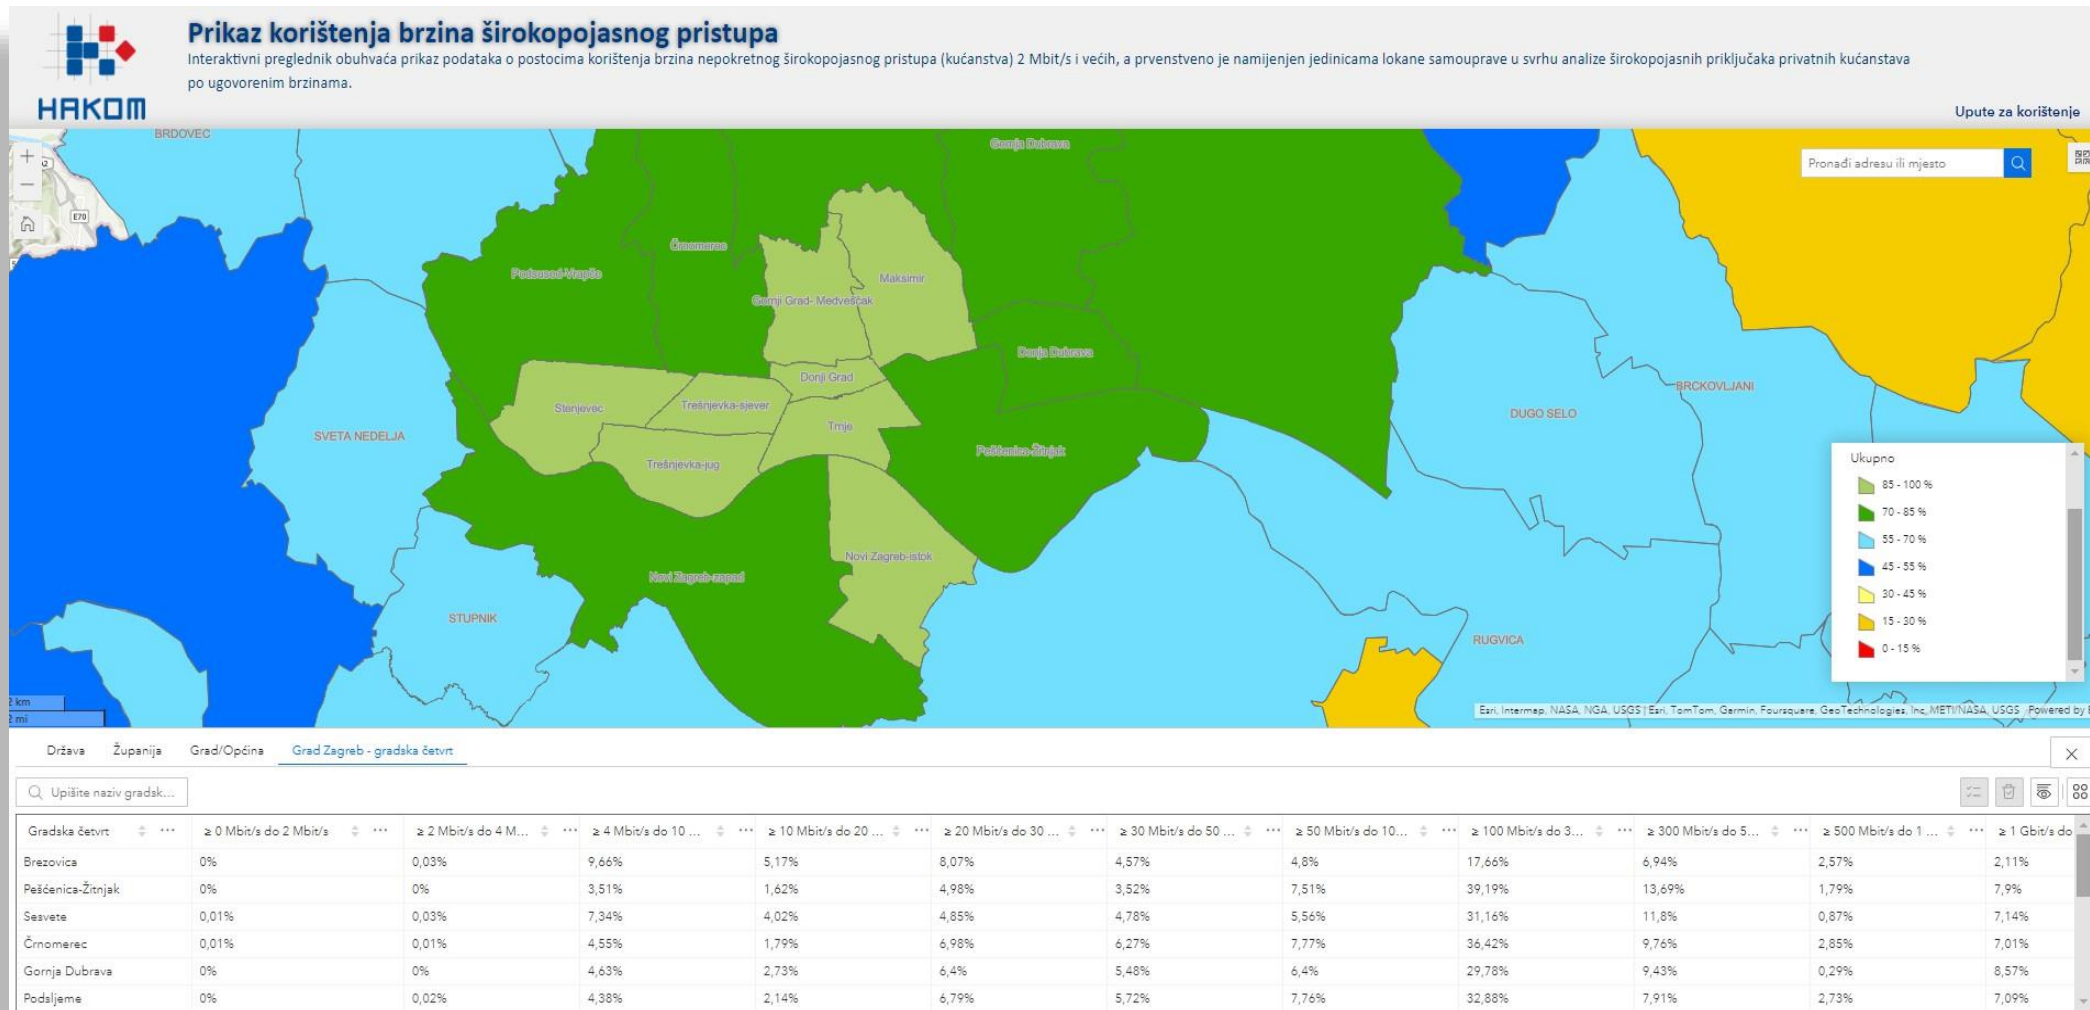 HAKOM
Prikaz korištenja brzina širokopojasnog pristupa
Interaktivni preglednik obuhvaća prikaz podataka o postocima korištenja brzina nepokretnog širokopojasnog pristupa (kućanstva) 2 Mbit/s i većih, a prvenstveno je namijenjen jedinicama lokane samouprave u svrhu analize širokopojasnih priključaka privatnih kućanstava
po ugovorenim brzinama.
Upute za korištenje
BRDOVEC
Gornja Dubrava
Pronađi adresu ili mjesto
E70
Črnomerec
Podsused-Vrapče
Maksimir
Gornji Grad- Medveščak
Donja Dubrava
Donji Grad
BRCKOVLJANI
Stenjevec
Trešnjevka-sjever
DUGO SELO
Trnje
SVETA NEDELJA
Peščenica-Žitnjak
Trešnjevka-jug
Novi Zagreb-istok
Novi Zagreb-zapad
STUPNIK
RUGVICA
Ukupno
85 - 100 %
70 - 85 %
55 - 70 %
45 - 55 %
30 - 45 %
15 - 30 %
0 - 15 %
km
mi
Esri, Intermap, NASA, NGA, USGS | Esri, TomTom, Garmin, Foursquare, GeoTechnologies, Inc, METI/NASA, USGS Powered by
Država Županija Grad/Općina Grad Zagreb - gradska četvrt
Upišite naziv gradsk...
Gradska četvrt ≥ 0 Mbit/s do 2 Mbit/s ≥ 2 Mbit/s do 4 M... ≥ 4 Mbit/s do 10 ... ≥ 10 Mbit/s do 20 ... ≥ 20 Mbit/s do 30 ... ≥ 30 Mbit/s do 50 ... ≥ 50 Mbit/s do 10... ≥ 100 Mbit/s do 3... ≥ 300 Mbit/s do 5... ≥ 500 Mbit/s do 1 ... ≥ 1 Gbit/s do
Brezovica 0% 0,03% 9,66% 5,17% 8,07% 4,57% 4,8% 17,66% 6,94% 2,57% 2,11%
Pešćenica-Žitnjak 0% 0% 3,51% 1,62% 4,98% 3,52% 7,51% 39,19% 13,69% 1,79% 7,9%
Sesvete 0,01% 0,03% 7,34% 4,02% 4,85% 4,78% 5,56% 31,16% 11,8% 0,87% 7,14%
Črnomerec 0,01% 0,01% 4,55% 1,79% 6,98% 6,27% 7,77% 36,42% 9,76% 2,85% 7,01%
Gornja Dubrava 0% 0% 4,63% 2,73% 6,4% 5,48% 6,4% 29,78% 9,43% 0,29% 8,57%
Podsljeme 0% 0,02% 4,38% 2,14% 6,79% 5,72% 7,76% 32,88% 7,91% 2,73% 7,09%